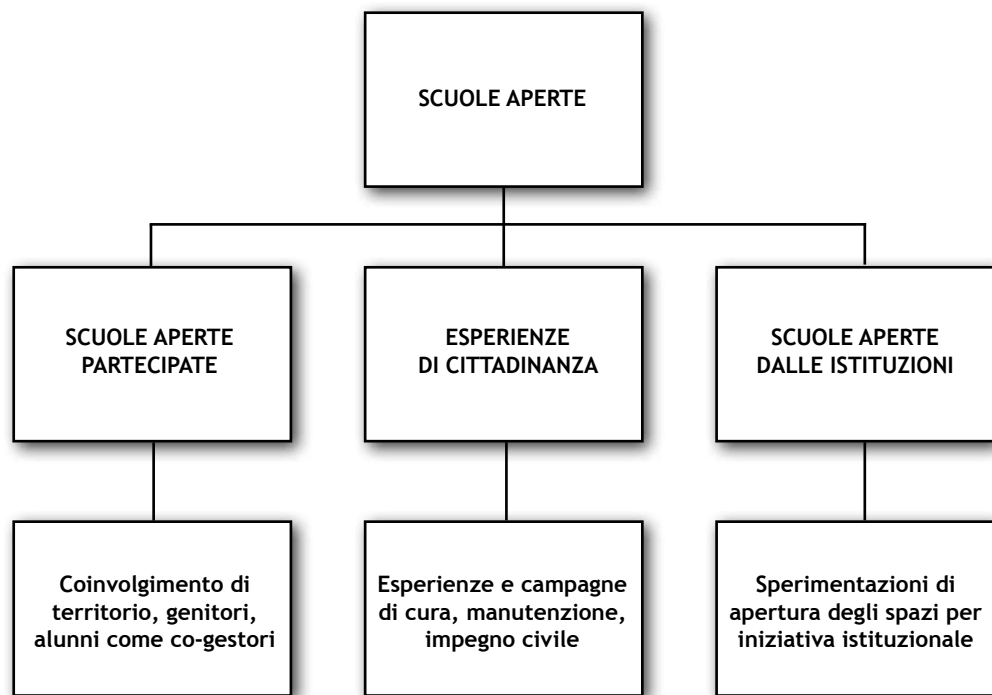 SCUOLE APERTE
SCUOLE APERTE
PARTECIPATE
ESPERIENZE
DI CITTADINANZA
SCUOLE APERTE
DALLE ISTITUZIONI
Coinvolgimento di
territorio, genitori,
alunni come co-gestori
Esperienze e campagne
di cura, manutenzione,
impegno civile
Sperimentazioni di
apertura degli spazi per
iniziativa istituzionale